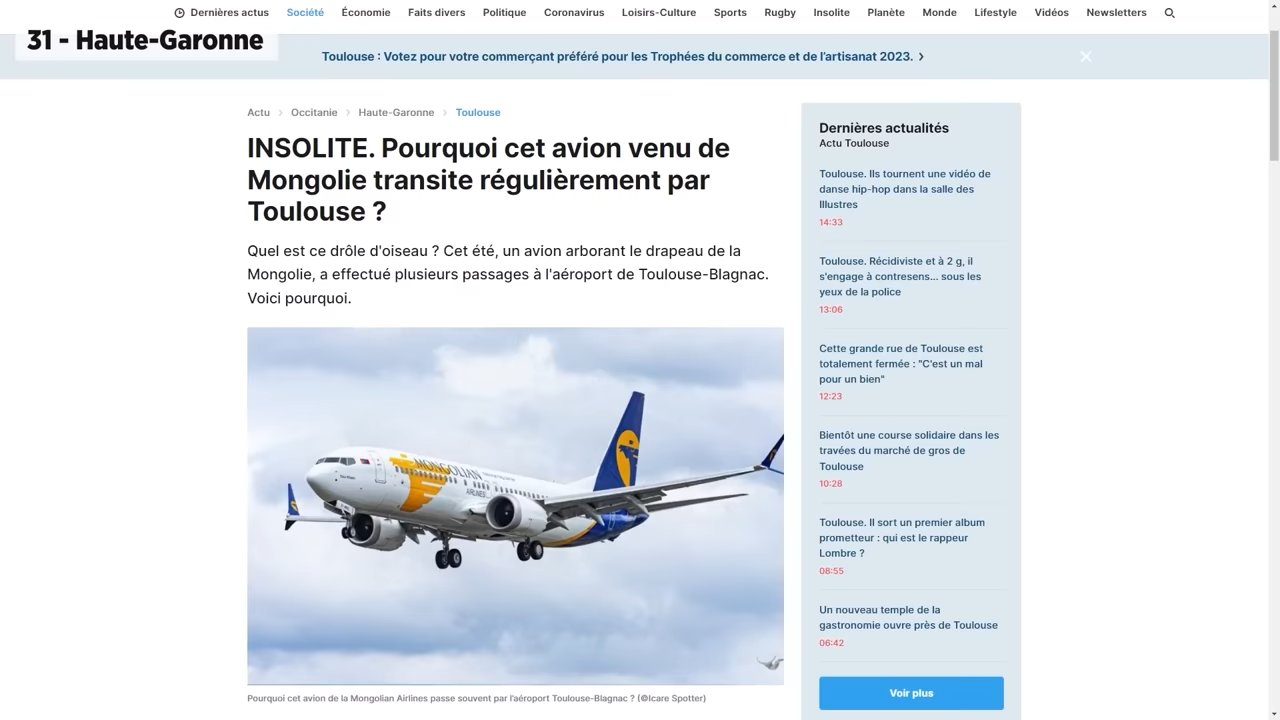 Dernières actus Société Économie Faits divers Politique Coronavirus Loisirs-Culture Sports Rugby Insolite Planète Monde Lifestyle Vidéos Newsletters
31 - Haute-Garonne
Toulouse : Votez pour votre commerçant préféré pour les Trophées du commerce et de l'artisanat 2023.
Actu Occitanie Haute-Garonne Toulouse
INSOLITE. Pourquoi cet avion venu de
Mongolie transite régulièrement par
Toulouse ?
Quel est ce drôle d'oiseau ? Cet été, un avion arborant le drapeau de la
Mongolie, a effectué plusieurs passages à l'aéroport de Toulouse-Blagnac.
Voici pourquoi.
MONGOLIAN
AIRLINES
Pourquoi cet avion de la Mongolian Airlines passe souvent par l'aéroport Toulouse-Blagnac ? (©Icare Spotter)
Dernières actualités
Actu Toulouse
Toulouse. Ils tournent une vidéo de
danse hip-hop dans la salle des
Illustres
14:33
Toulouse. Récidiviste et à 2 g, il
s'engage à contresens... sous les
yeux de la police
13:06
Cette grande rue de Toulouse est
totalement fermée : "C'est un mal
pour un bien"
12:23
Bientôt une course solidaire dans les
travées du marché de gros de
Toulouse
10:28
Toulouse. Il sort un premier album
prometteur : qui est le rappeur
Lombre ?
08:55
Un nouveau temple de la
gastronomie ouvre près de Toulouse
06:42
Voir plus